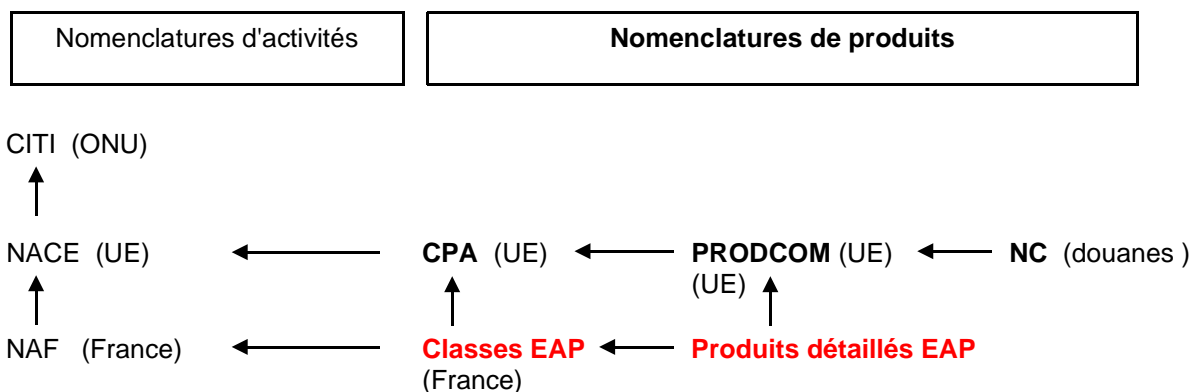 Nomenclatures d'activités Nomenclatures de produits
CITI (ONU)
NACE (UE) CPA (UE) PRODCOM (UE) NC (douanes )
(UE)
NAF (France) Classes EAP Produits détaillés EAP
(France)